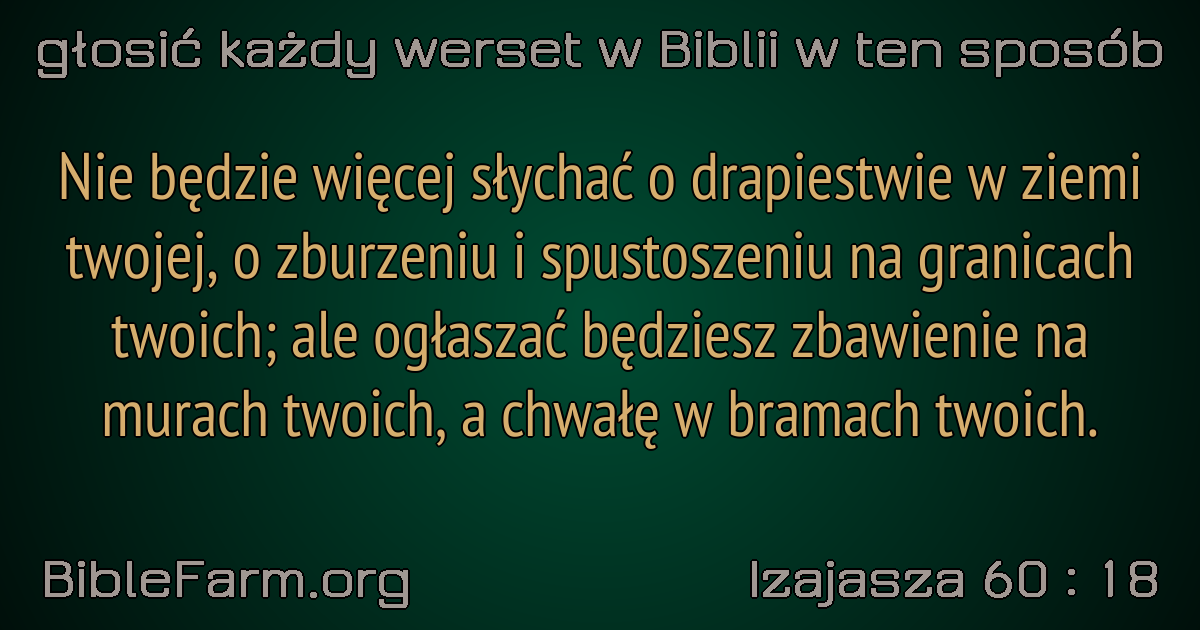 głosić każdy werset w Biblii w ten sposób
Nie będzie więcej słychać o drapiestwie w ziemi
twojej, o zburzeniu i spustoszeniu na granicach
twoich; ale ogłaszać będziesz zbawienie na
murach twoich, a chwałę w bramach twoich.
BibleFarm.org
Izajasza 60 : 18